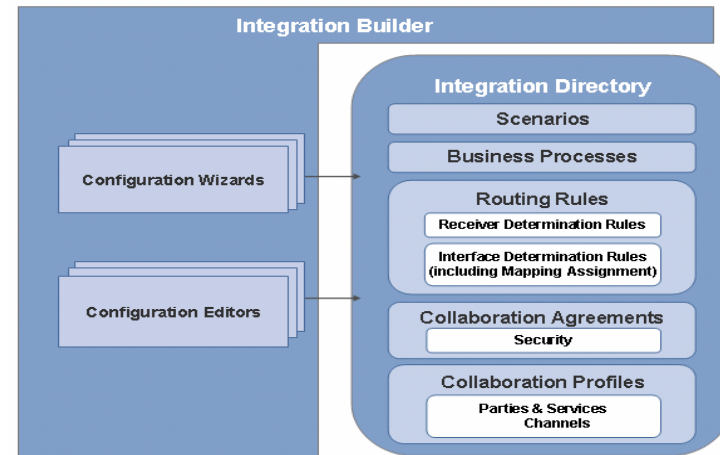 Integration Builder
Integration Directory
Scenarios
Business Processes
Configuration Wizards
Routing Rules
Receiver Determination Rules
Interface Determination Rules
(including Mapping Assignment)
Configuration Editors
Collaboration Agreements
Security
Collaboration Profiles
Parties & Services
Channels